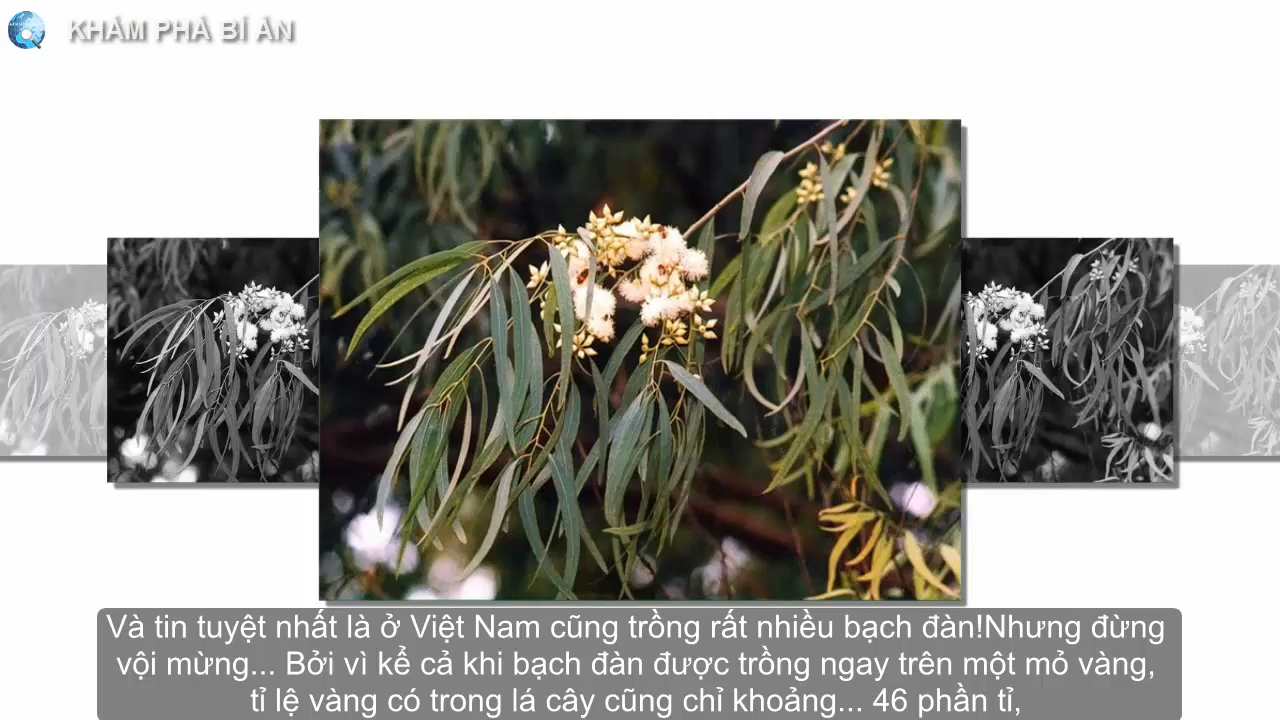 KHÁM PHÁ BÍ ẨN
Và tin tuyệt nhất là ở Việt Nam cũng trồng rất nhiều bạch đàn!Nhưng đừng
vội mừng... Bởi vì kể cả khi bạch đàn được trồng ngay trên một mỏ vàng,
tỉ lệ vàng có trong lá cây cũng chỉ khoảng... 46 phần tỉ,